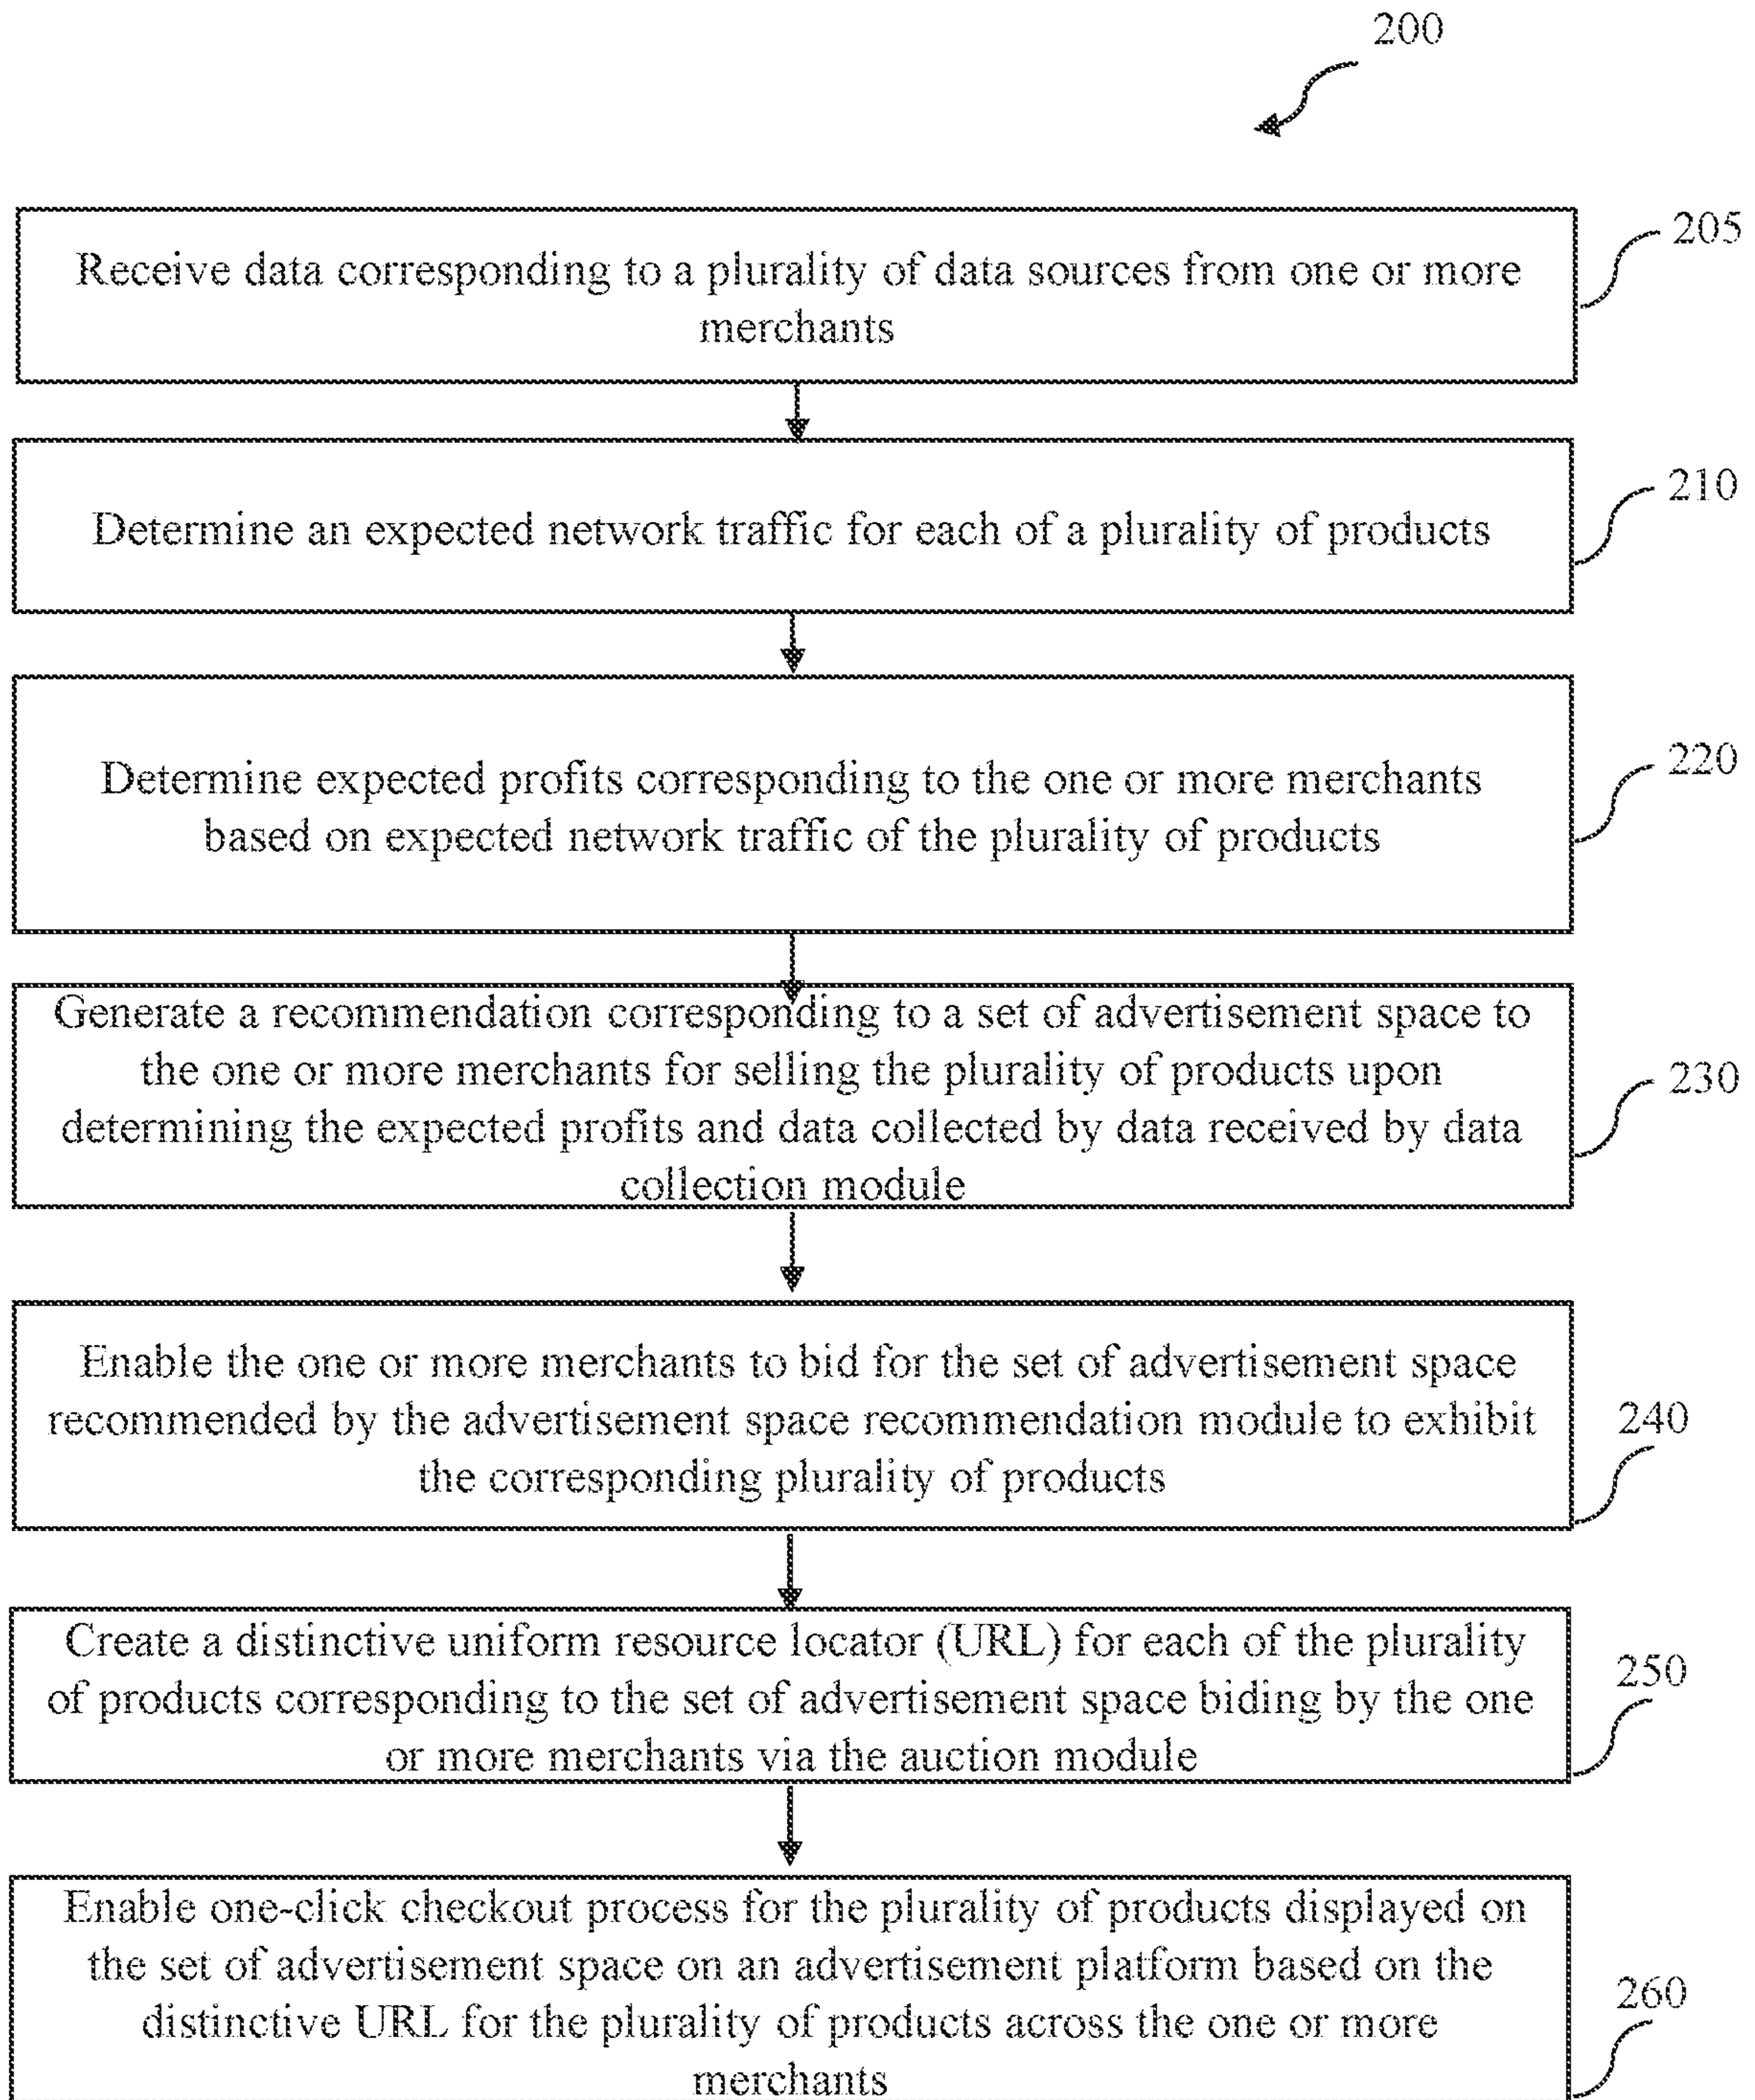 200
Receive data corresponding to a plurality of data sources from one or more
merchants
205
Determine an expected network traffic for each of a plurality of products
210
Determine expected profits corresponding to the one or more merchants
based on expected network traffic of the plurality of products
220
Generate a recommendation corresponding to a set of advertisement space to
the one or more merchants for selling the plurality of products upon
determining the expected profits and data collected by data received by data
collection module
230
Enable the one or more merchants to bid for the set of advertisement space
recommended by the advertisement space recommendation module to exhibit
the corresponding plurality of products
240
Create a distinctive uniform resource locator (URL) for each of the plurality
of products corresponding to the set of advertisement space biding by the one
or more merchants via the auction module
250
Enable one-click checkout process for the plurality of products displayed on
the set of advertisement space on an advertisement platform based on the
distinctive URL for the plurality of products across the one or more
merchants
260